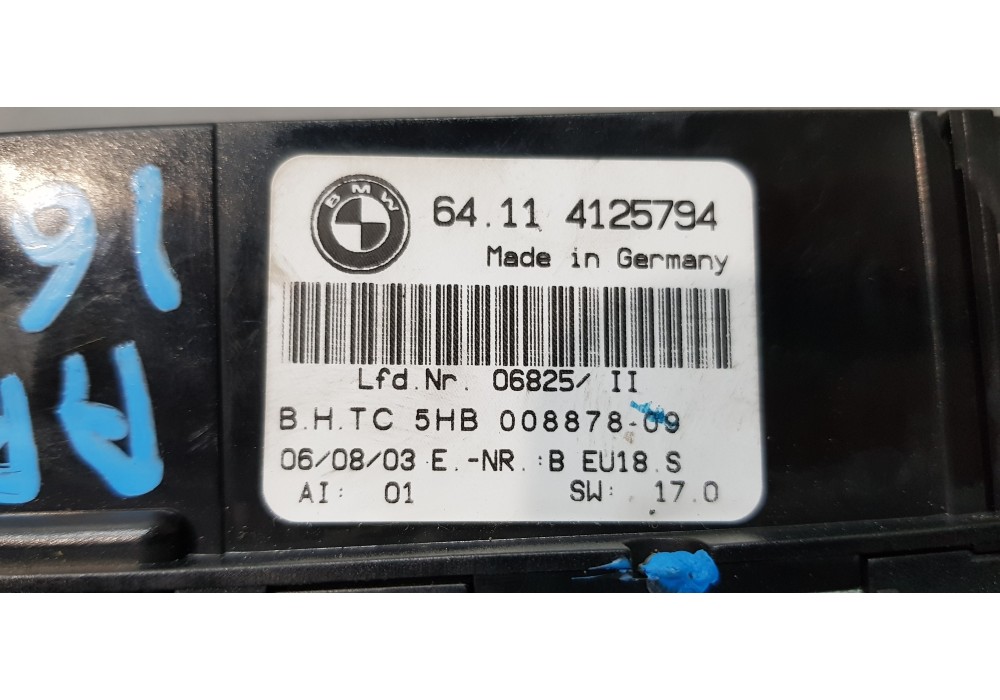 BMW 64.11 4125794
Made in Germany
Lfd.Nr. 06825/ II
B.H.TC 5HB 008878-09
06/08/03 E.-NR.:B EU18.S
AI: 01 SW: 17.0
16